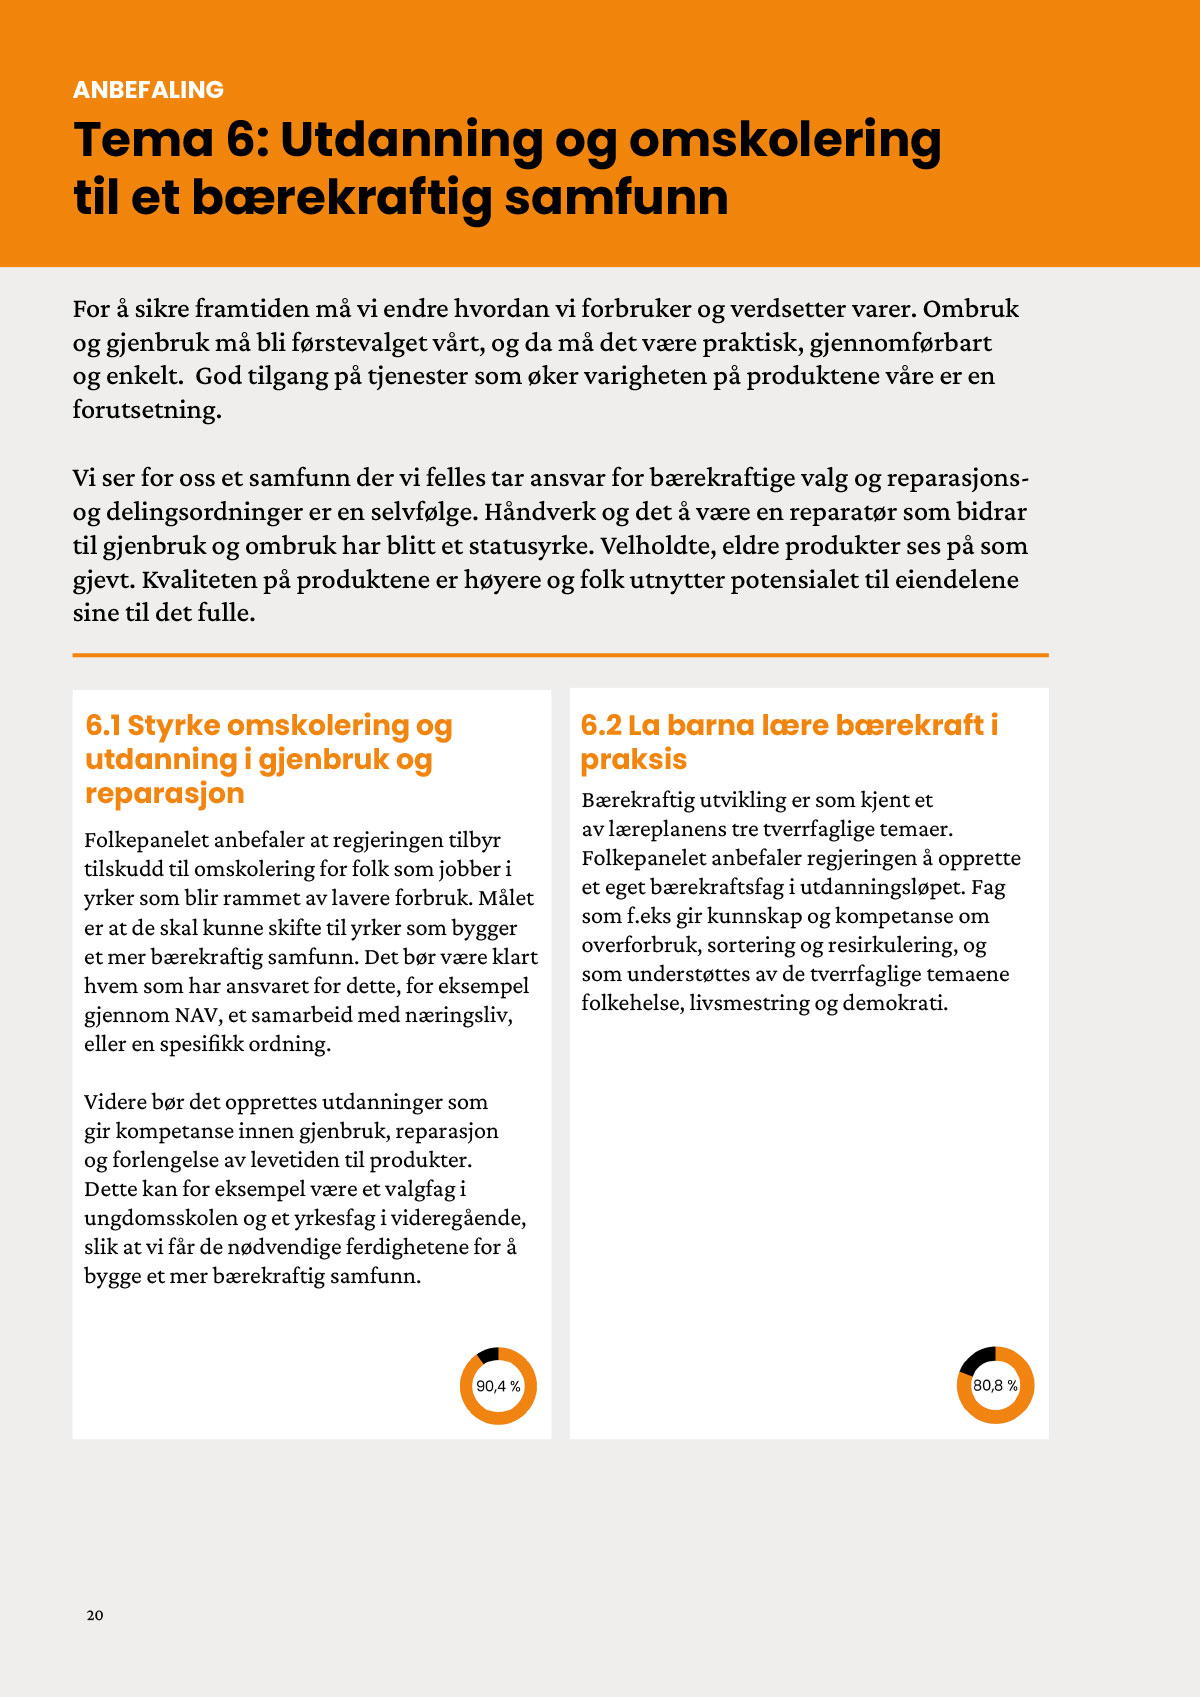 ANBEFALING
Tema 6: Utdanning og omskolering
til et bærekraftig samfunn
For å sikre framtiden må vi endre hvordan vi forbruker og verdsetter varer. Ombruk
og gjenbruk må bli førstevalget vårt, og da må det være praktisk, gjennomførbart
og enkelt.  God tilgang på tjenester som øker varigheten på produktene våre er en
forutsetning.
Vi ser for oss et samfunn der vi felles tar ansvar for bærekraftige valg og reparasjons-
og delingsordninger er en selvfølge. Håndverk og det å være en reparatør som bidrar
til gjenbruk og ombruk har blitt et statusyrke. Velholdte, eldre produkter ses på som
gjevt. Kvaliteten på produktene er høyere og folk utnytter potensialet til eiendelene
sine til det fulle.
6.1 Styrke omskolering og
utdanning i gjenbruk og
reparasjon
Folkepanelet anbefaler at regjeringen tilbyr
tilskudd til omskolering for folk som jobber i
yrker som blir rammet av lavere forbruk. Målet
er at de skal kunne skifte til yrker som bygger
et mer bærekraftig samfunn. Det bør være klart
hvem som har ansvaret for dette, for eksempel
gjennom NAV, et samarbeid med næringsliv,
eller en spesifikk ordning.
Videre bør det opprettes utdanninger som
gir kompetanse innen gjenbruk, reparasjon
og forlengelse av levetiden til produkter.
Dette kan for eksempel være et valgfag i
ungdomsskolen og et yrkesfag i videregående,
slik at vi får de nødvendige ferdighetene for å
bygge et mer bærekraftig samfunn.
90,4 %
6.2 La barna lære bærekraft i
praksis
Bærekraftig utvikling er som kjent et
av læreplanens tre tverrfaglige temaer.
Folkepanelet anbefaler regjeringen å opprette
et eget bærekraftsfag i utdanningsløpet. Fag
som f.eks gir kunnskap og kompetanse om
overforbruk, sortering og resirkulering, og
som understøttes av de tverrfaglige temaene
folkehelse, livsmestring og demokrati.
80,8 %
20